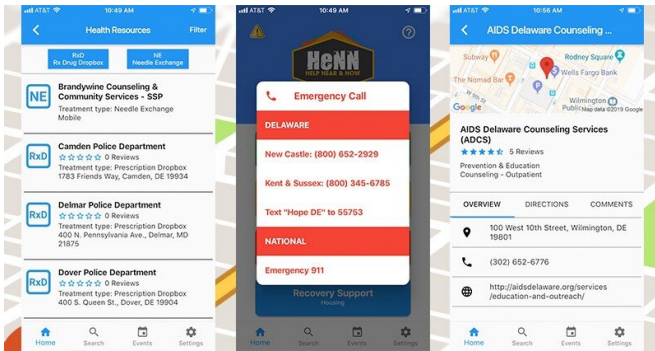 AT&T 10:49 AM
Health Resources Filter
RxD
Rx Drug Dropbox
NE
Needle Exchange
NE
Brandywine Counseling &
Community Services - SSP
Treatment type: Needle Exchange
Mobile
RxD
Camden Police Department
0 Reviews
Treatment type: Prescription Dropbox
1783 Friends Way, Camden, DE 19934
RxD
Delmar Police Department
0 Reviews
Treatment type: Prescription Dropbox
400 N. Pennsylvania Ave., Delmar, MD
21875
RxD
Dover Police Department
0 Reviews
Treatment type: Prescription Dropbox
400 S. Queen St., Dover, DE 19904
Home Search Events Settings
AT&T 10:49 AM
HeNN
HELP NEAR & NOW
Emergency Call
DELAWARE
New Castle: (800) 652-2929
Kent & Sussex: (800) 345-6785
Text "Hope DE" to 55753
NATIONAL
Emergency 911
Recovery Support
Housing
Home Search Events Settings
AT&T 10:56 AM
AIDS Delaware Counseling ...
Subway
Rodney Square
Wells Fargo Bank
The Nomad Bar
W 9th St
Wilmington
Public
Google
Map data ©2019 Google
AIDS Delaware Counseling Services
(ADCS)
5 Reviews
Prevention & Education
Counseling - Outpatient
OVERVIEW DIRECTIONS COMMENTS
100 West 10th Street, Wilmington, DE
19801
(302) 652-6776
http://aidsdelaware.org/services
/education-and-outreach/
Home Search Events Settings